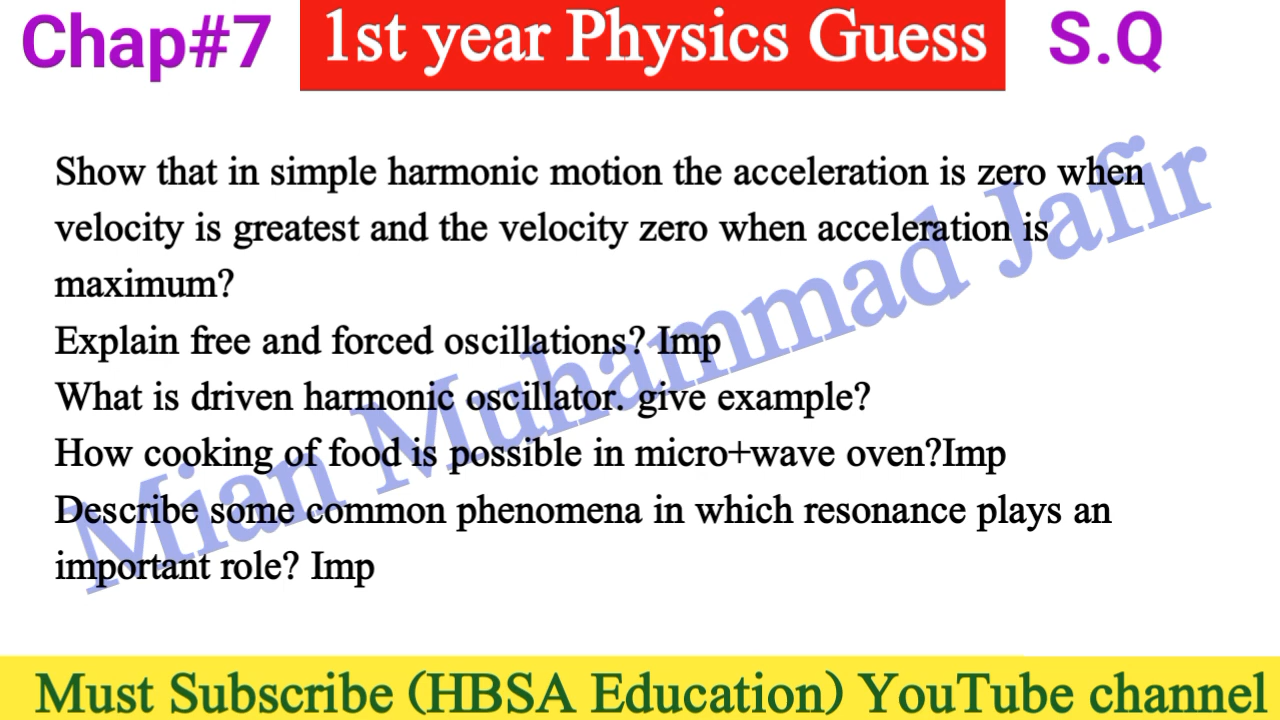 Chap#7 1st year Physics Guess S.Q
Show that in simple harmonic motion the acceleration is zero when
velocity is greatest and the velocity zero when acceleration is
maximum?
Explain free and forced oscillations? Imp
What is driven harmonic oscillator. give example?
How cooking of food is possible in micro+wave oven?Imp
Describe some common phenomena in which resonance plays an
important role? Imp
Mian Muhammad Jafir
Must Subscribe (HBSA Education) YouTube channel